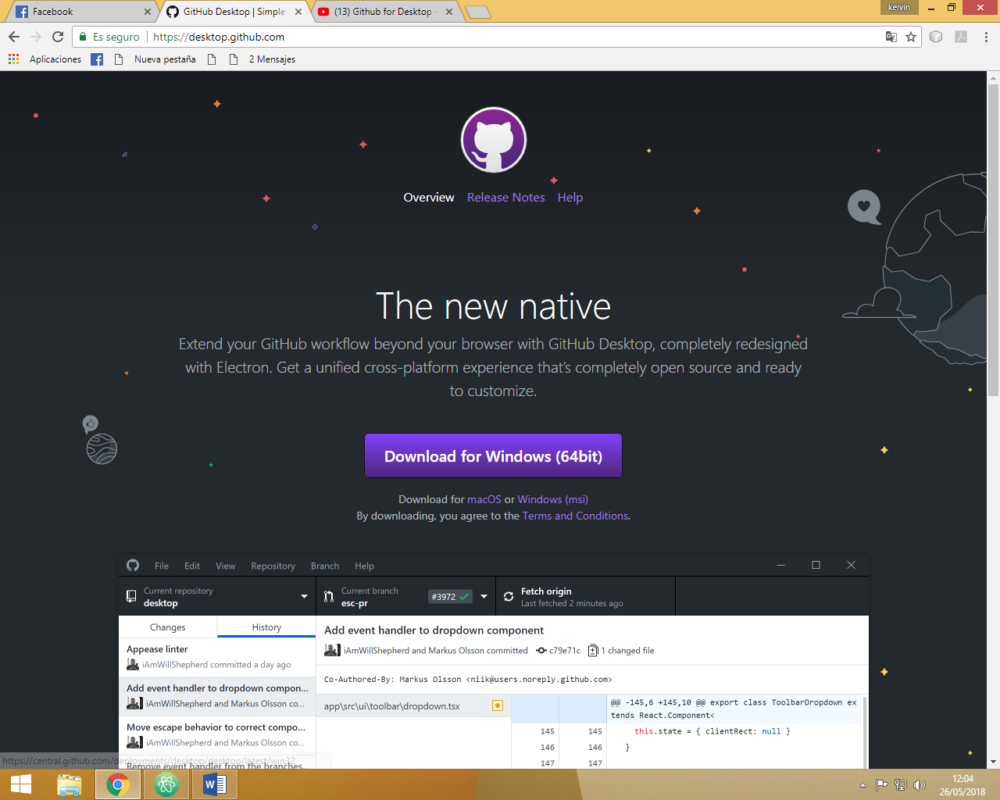 Facebook
GitHub Desktop | Simple
(13) Github for Desktop -
kelvin
Es seguro
https://desktop.github.com
Aplicaciones
Nueva pestaña
2 Mensajes
Overview Release Notes Help
The new native
Extend your GitHub workflow beyond your browser with GitHub Desktop, completely redesigned
with Electron. Get a unified cross-platform experience that's completely open source and ready
to customize.
Download for Windows (64bit)
Download for macOS or Windows (msi)
By downloading, you agree to the Terms and Conditions.
File Edit View Repository Branch Help
Current repository
desktop
Current branch
esc-pr
#3972
Fetch origin
Last fetched 2 minutes ago
Changes
History
Appease linter
iAmWillShepherd committed a day ago
Add event handler to dropdown compon...
iAmWillShepherd and Markus Olsson co...
Move escape behavior to correct compo...
iAmWillShepherd and Markus Olsson co...
Remove event handler from the branches...
Add event handler to dropdown component
iAmWillShepherd and Markus Olsson committed
c79e71c
1 changed file
Co-Authored-By: Markus Olsson <niik@users.noreply.github.com>
app\src\ui\toolbar\dropdown.tsx
@@ -145,6 +145,10 @@ export class ToolbarDropdown ex
tends React.Component<
145 145 this.state = { clientRect: null }
146 146 }
147 147
https://central.github.com/deployments/desktop/desktop/latest/win32
12:04
26/05/2018